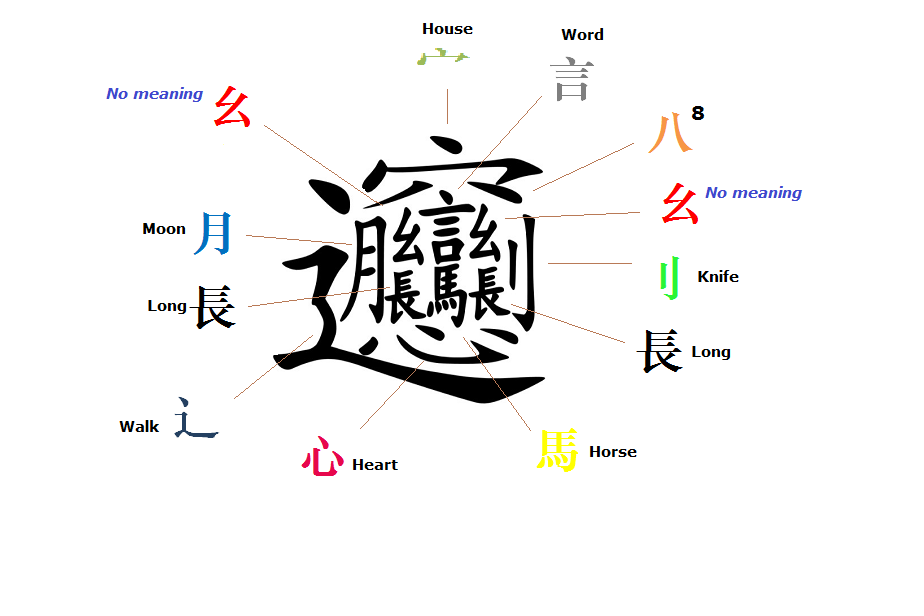 House
宀
Word
言
No meaning
幺
八
8
幺
No meaning
Moon
月
刂
Knife
Long
長
長
Long
Walk
辶
心
Heart
馬
Horse
𰻞